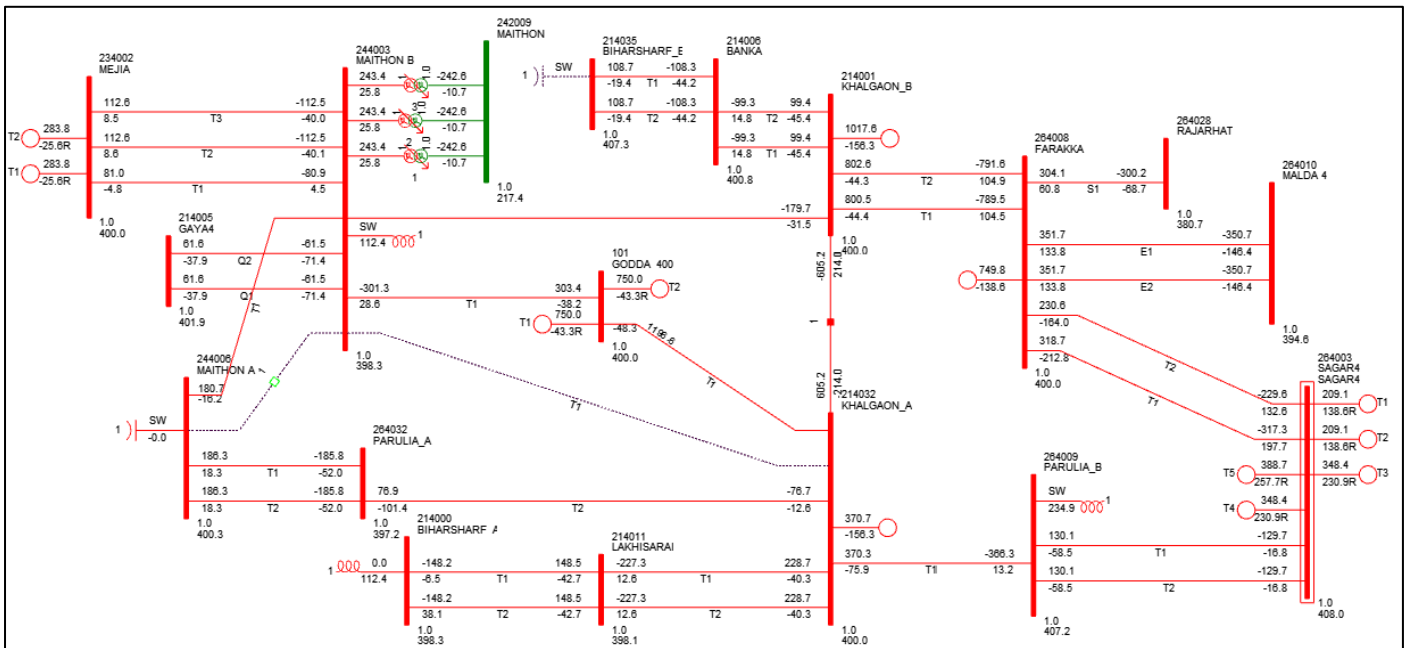 234002
MEJIA
112.6 -112.5
8.5 T3 -40.0
112.6 -112.5
8.6 T2 -40.1
81.0 -80.9
-4.8 T1 4.5
T2 283.8
-25.6R
T1 283.8
-25.6R
1.0
400.0
244003
MAITHON B
243.4 1 1.0 -242.6
25.8 -10.7
243.4 3 1.0 -242.6
25.8 -10.7
243.4 2 1.0 -242.6
25.8 -10.7
1
242009
MAITHON
1.0
217.4
SW
112.4 1
-301.3 303.4
28.6 T1 -38.2
1.0
398.3
214005
GAYA4
61.6 -61.5
-37.9 Q2 -71.4
61.6 -61.5
-37.9 Q1 -71.4
1.0
401.9
T1
244006
MAITHON A
180.7
-16.2
1
1 SW
-0.0
186.3 -185.8
18.3 T1 -52.0
186.3 -185.8
18.3 T2 -52.0
1.0
400.3
T1
264032
PARULIA_A
76.9 -76.7
-101.4 T2 -12.6
1.0
397.2
214000
BIHARSHRF A
1 0.0
112.4
-148.2 148.5
-6.5 T1 -42.7
-148.2 148.5
38.1 T2 -42.7
1.0
398.3
214011
LAKHISARAI
-227.3 228.7
12.6 T1 -40.3
-227.3 228.7
12.6 T2 -40.3
1.0
398.1
101
GODDA 400
750.0
-43.3R T2
T1 750.0
-43.3R
-48.3
1.0
400.0
T1
214035
1 SW
108.7 -108.3
-19.4 T1 -44.2
108.7 -108.3
-19.4 T2 -44.2
1.0
407.3
214006
BANKA
-99.3 99.4
14.8 T2 -45.4
-99.3 99.4
14.8 T1 -45.4
1.0
400.8
214001
KHALGAON_B
1017.6
-156.3
802.6 -791.6
-44.3 T2 104.9
800.5 -789.5
-44.4 T1 104.5
-179.7
-31.5
1.0
400.0
-605.2
214.0
1
605.2
-214.0
214032
KHALGAON_A
370.7
-156.3
370.3 -366.3
-75.9 T1 13.2
1.0
400.0
264008
FARAKKA
304.1 -300.2
60.8 S1 -68.7
351.7 -350.7
133.8 E1 -146.4
749.8
-138.6
351.7 -350.7
133.8 E2 -146.4
230.6
-164.0
318.7
-212.8
1.0
400.0
T2
T1
264028
RAJARHAT
1.0
380.7
264010
MALDA 4
1.0
394.6
264003
SAGAR4
SAGAR4
-229.6 209.1 T1
132.6 138.6R
-317.3 209.1 T2
197.7 138.6R
T5 388.7 348.4 T3
257.7R 230.9R
T4 348.4
230.9R
1.0
408.0
264009
PARULIA_B
SW
234.9 1
130.1 -129.7
-58.5 T1 -16.8
130.1 -129.7
-58.5 T2 -16.8
1.0
407.2